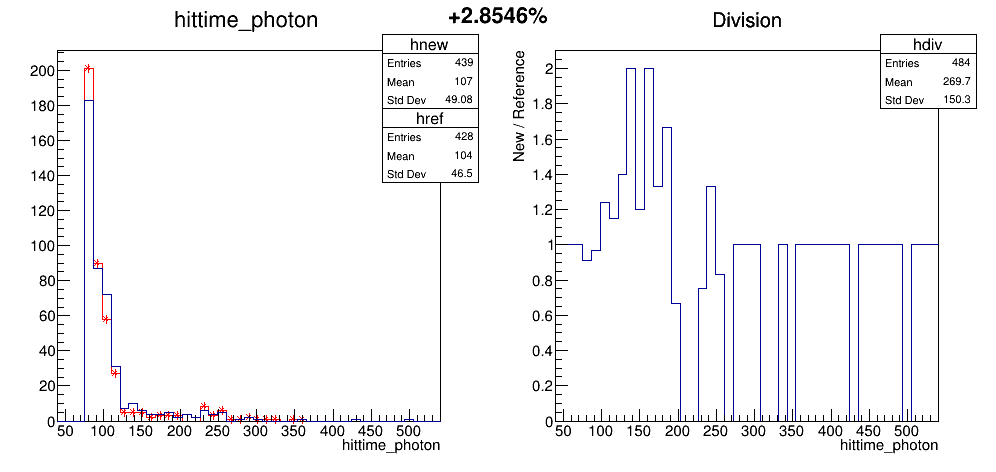 +2.8546%
hittime_photon
hnew
Entries 439
Mean 107
Std Dev 49.08
href
Entries 428
Mean 104
Std Dev 46.5
200
180
160
140
120
100
80
60
40
20
0
50 100 150 200 250 300 350 400 450 500
hittime_photon
Division
hdiv
Entries 484
Mean 269.7
Std Dev 150.3
New / Reference
2
1.8
1.6
1.4
1.2
1
0.8
0.6
0.4
0.2
0
50 100 150 200 250 300 350 400 450 500
hittime_photon